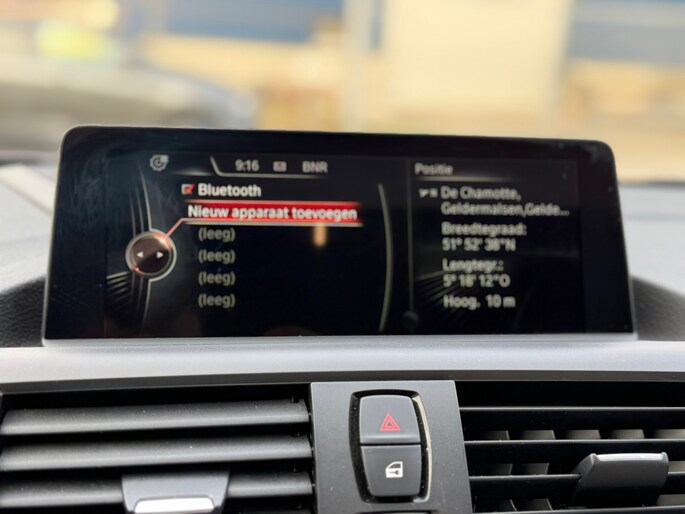 9:16 BNR
Bluetooth
Nieuw apparaat toevoegen
(leeg)
(leeg)
(leeg)
(leeg)
Positie
De Chamotte,
Geldermalsen,Gelde...
Breedtegraad:
51° 52' 38"N
Lengtegr.:
5° 18' 12"O
Hoog. 10 m